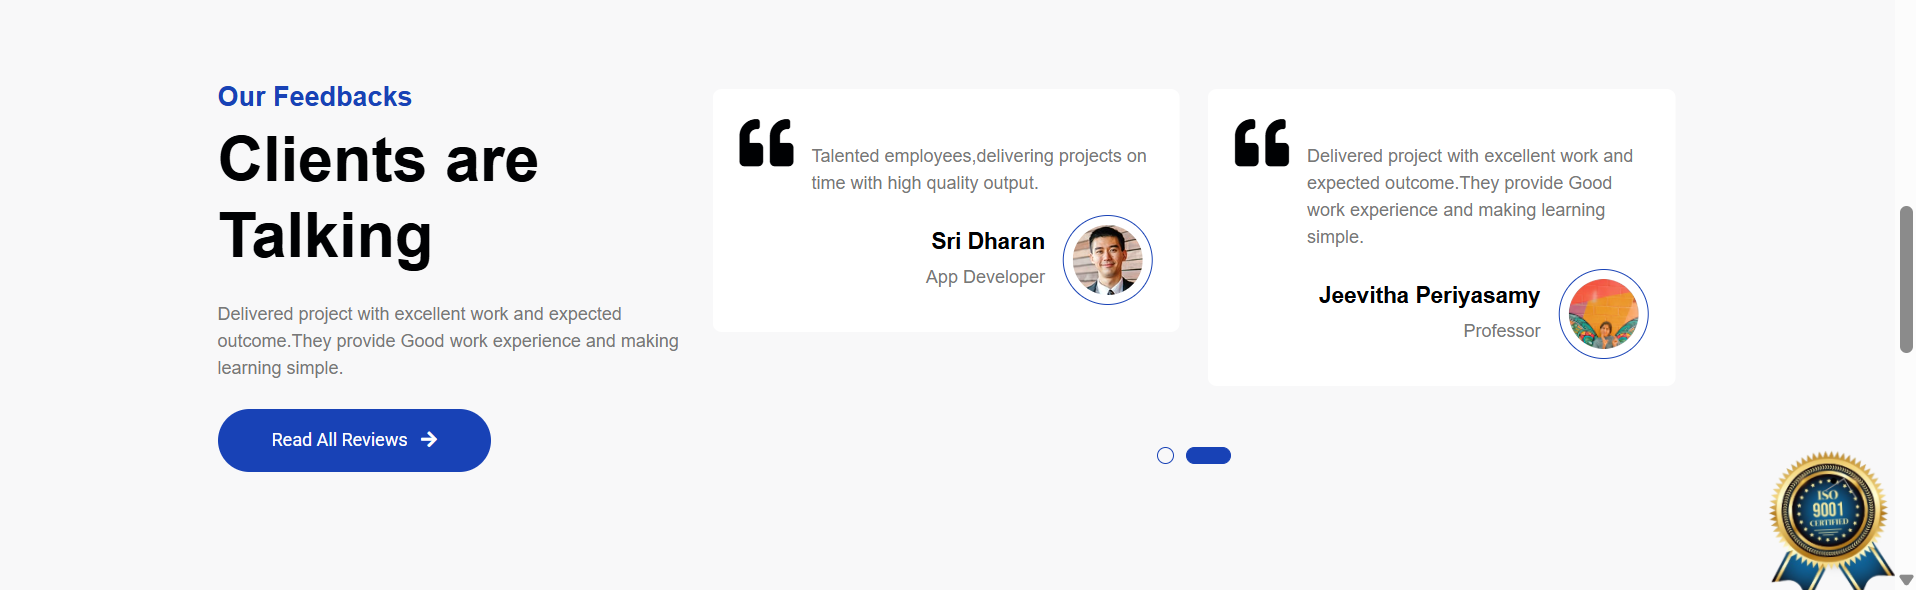 Our Feedbacks
Clients are
Talking
Delivered project with excellent work and expected
outcome.They provide Good work experience and making
learning simple.
Read All Reviews
Talented employees,delivering projects on
time with high quality output.
Sri Dharan
App Developer
Delivered project with excellent work and
expected outcome.They provide Good
work experience and making learning
simple.
Jeevitha Periyasamy
Professor
ISO
9001
CERTIFIED